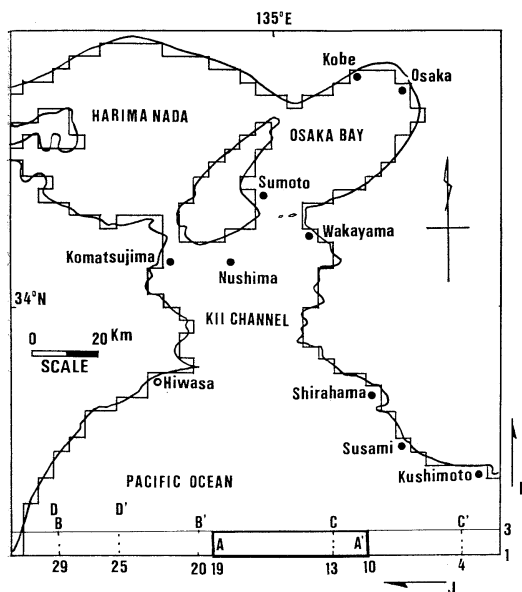 135°E
Kobe
Osaka
HARIMA NADA
OSAKA BAY
Sumoto
Wakayama
Komatsujima
Nushima
34°N
KII CHANNEL
0 20 Km
SCALE
Hiwasa
Shirahama
Susami
Kushimoto
PACIFIC OCEAN
I
D D'
B B' C C' 3
A A'
1
29 25 20 19 13 10 4
J